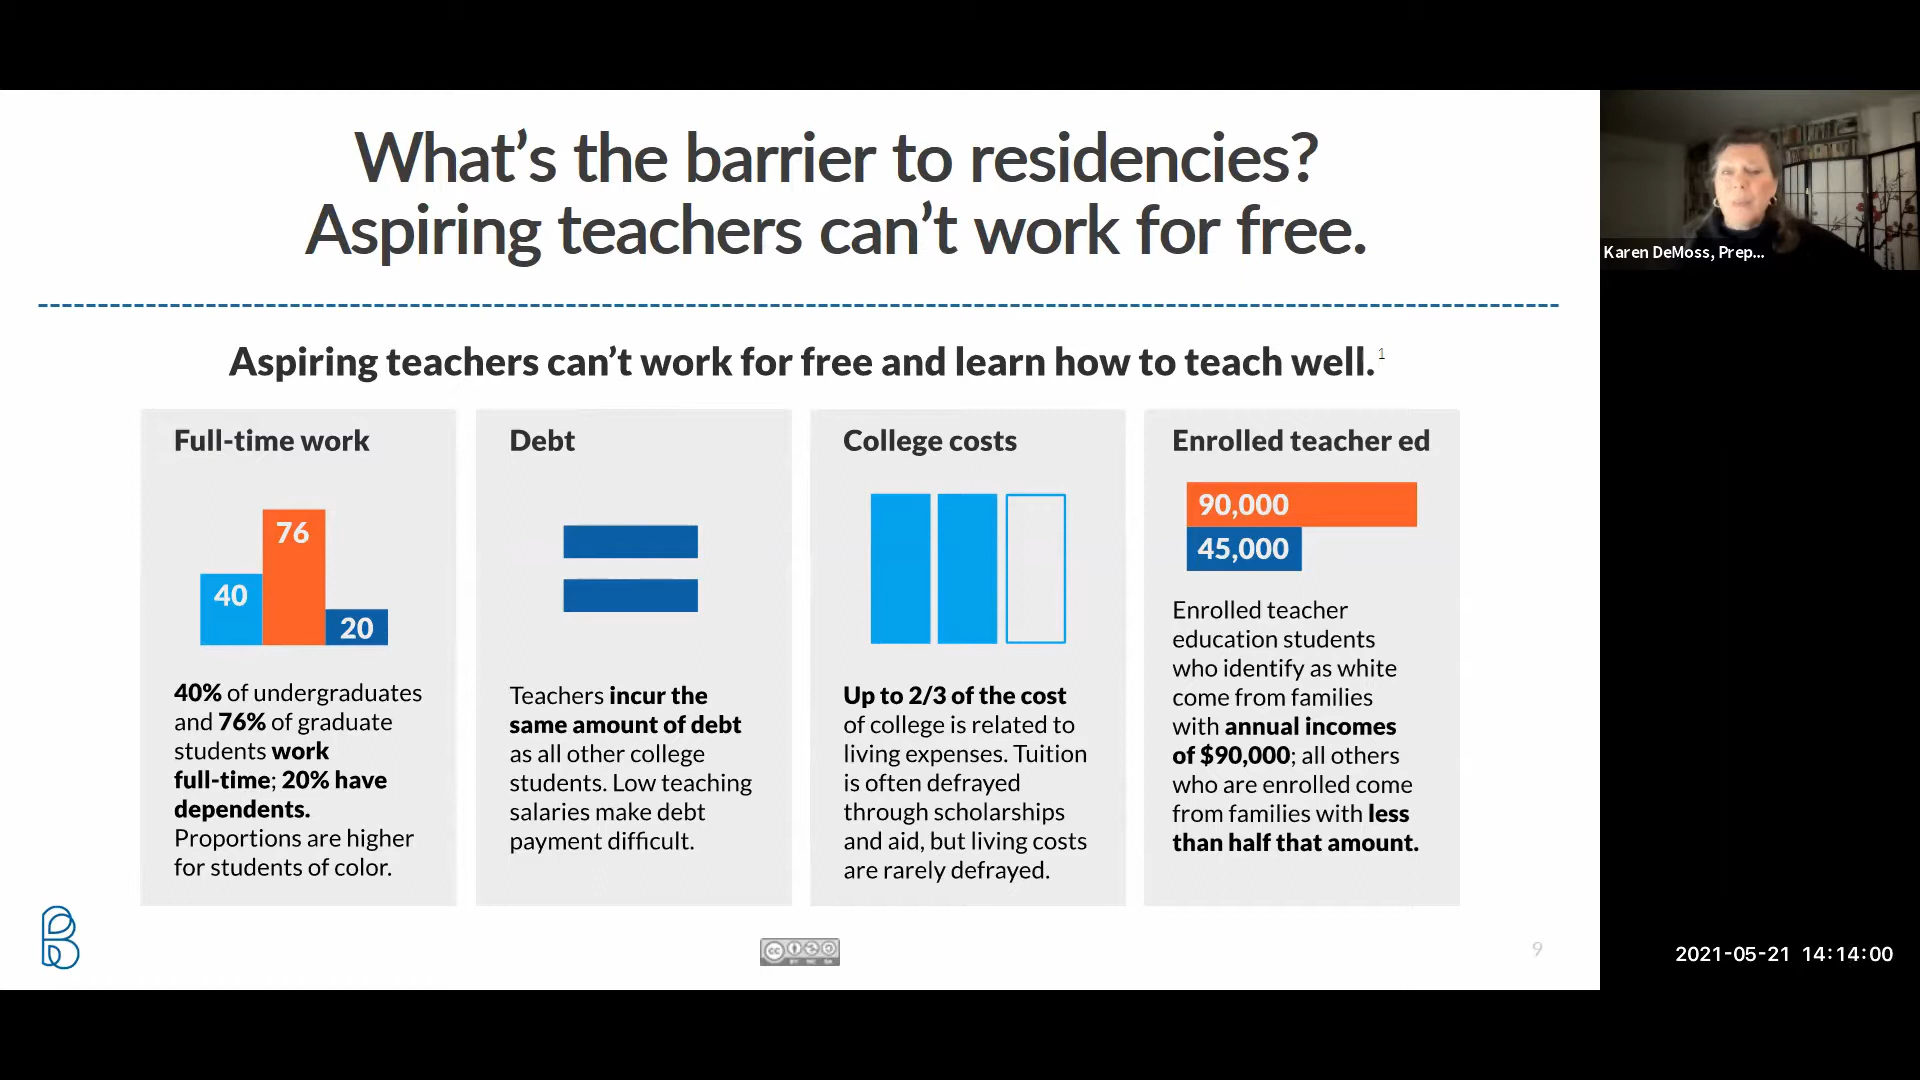 What's the barrier to residencies?
Aspiring teachers can't work for free.
Karen DeMoss, Prep...
Aspiring teachers can't work for free and learn how to teach well.1
Full-time work
40
76
20
40% of undergraduates
and 76% of graduate
students work
full-time; 20% have
dependents.
Proportions are higher
for students of color.
Debt
Teachers incur the
same amount of debt
as all other college
students. Low teaching
salaries make debt
payment difficult.
College costs
Up to 2/3 of the cost
of college is related to
living expenses. Tuition
is often defrayed
through scholarships
and aid, but living costs
are rarely defrayed.
Enrolled teacher ed
90,000
45,000
Enrolled teacher
education students
who identify as white
come from families
with annual incomes
of $90,000; all others
who are enrolled come
from families with less
than half that amount.
B
cc
BY NC SA
9
2021-05-21 14:14:00